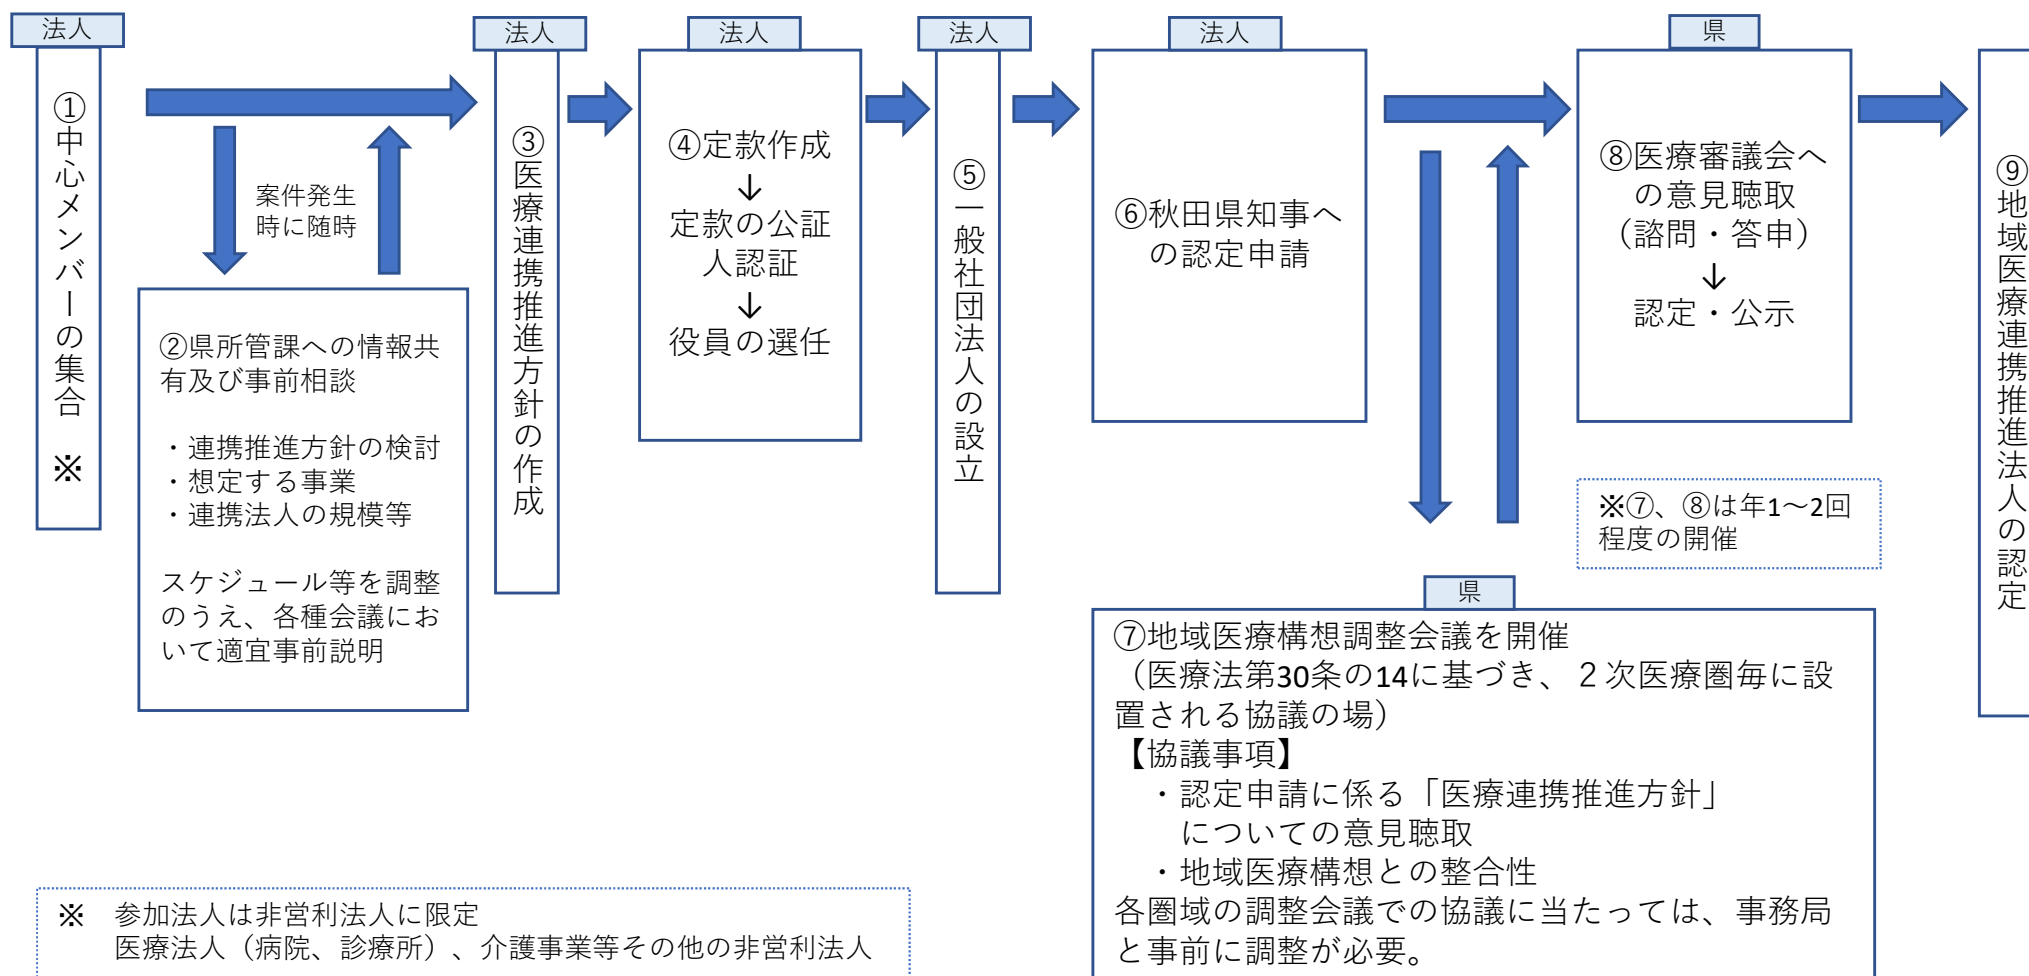 法人
①中心メンバーの集合　※
案件発生
時に随時
②県所管課への情報共
有及び事前相談
・連携推進方針の検討
・想定する事業
・連携法人の規模等
スケジュール等を調整
のうえ、各種会議にお
いて適宜事前説明
法人
③医療連携推進方針の作成
法人
④定款作成
↓
定款の公証
人認証
↓
役員の選任
法人
⑤一般社団法人の設立
法人
⑥秋田県知事へ
の認定申請
県
⑦地域医療構想調整会議を開催
（医療法第30条の14に基づき、２次医療圏毎に設
置される協議の場）
【協議事項】
・認定申請に係る「医療連携推進方針」
についての意見聴取
・地域医療構想との整合性
各圏域の調整会議での協議に当たっては、事務局
と事前に調整が必要。
県
⑧医療審議会へ
の意見聴取
（諮問・答申）
↓
認定・公示
※⑦、⑧は年1～2回
程度の開催
⑨地域医療連携推進法人の認定
※　参加法人は非営利法人に限定
医療法人（病院、診療所）、介護事業等その他の非営利法人